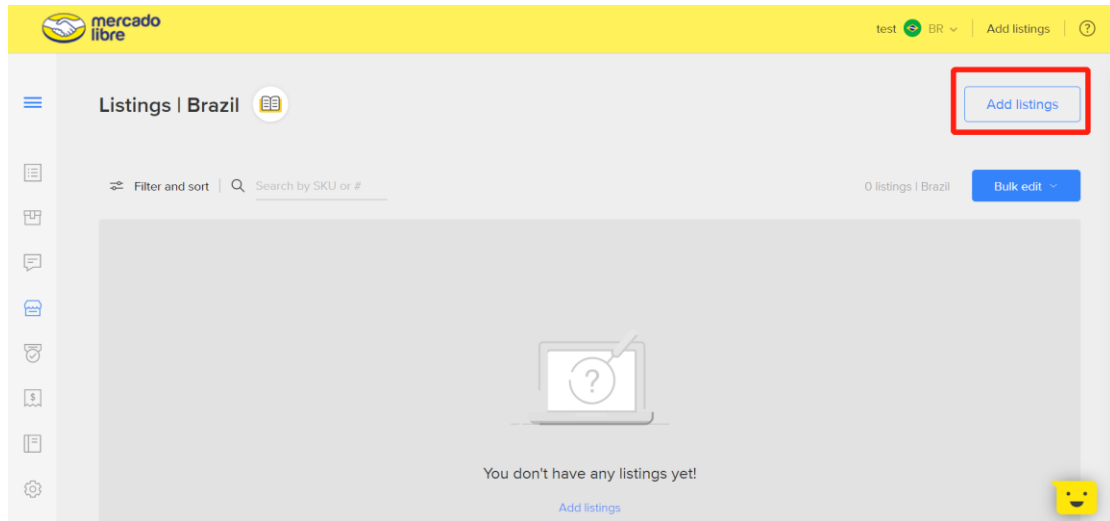 mercado
libre
test BR Add listings ?
Listings | Brazil
Add listings
Filter and sort Search by SKU or #
0 listings | Brazil Bulk edit
?
$
You don't have any listings yet!
Add listings